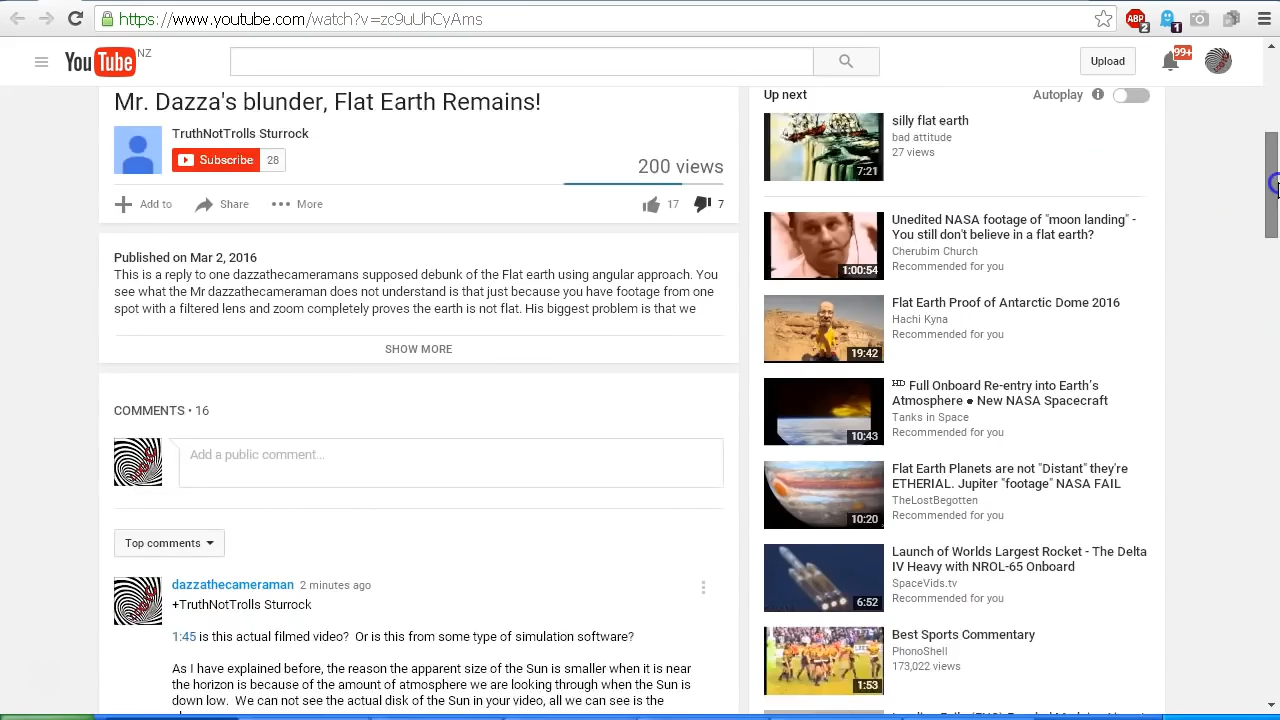 https://www.youtube.com/watch?v=zc9uUhCyAds
ABP
2
1
YouTube NZ
Upload
99+
Mr. Dazza's blunder, Flat Earth Remains!
TruthNotTrolls Sturrock
Subscribe 28
200 views
Add to
Share
More
17
7
Published on Mar 2, 2016
This is a reply to one dazzathecameramans supposed debunk of the Flat earth using angular approach. You
see what the Mr dazzathecameraman does not understand is that just because you have footage from one
spot with a filtered lens and zoom completely proves the earth is not flat. His biggest problem is that we
SHOW MORE
COMMENTS • 16
Add a public comment...
Top comments
dazzathecameraman 2 minutes ago
+TruthNotTrolls Sturrock
1:45 is this actual filmed video? Or is this from some type of simulation software?
As I have explained before, the reason the apparent size of the Sun is smaller when it is near
the horizon is because of the amount of atmosphere we are looking through when the Sun is
down low. We can not see the actual disk of the Sun in your video, all we can see is the
Up next
Autoplay
silly flat earth
bad attitude
27 views
7:21
Unedited NASA footage of "moon landing" -
You still don't believe in a flat earth?
Cherubim Church
Recommended for you
1:00:54
Flat Earth Proof of Antarctic Dome 2016
Hachi Kyna
Recommended for you
19:42
HD Full Onboard Re-entry into Earth's
Atmosphere ● New NASA Spacecraft
Tanks in Space
Recommended for you
10:43
Flat Earth Planets are not "Distant" they're
ETHERIAL. Jupiter "footage" NASA FAIL
TheLostBegotten
Recommended for you
10:20
Launch of Worlds Largest Rocket - The Delta
IV Heavy with NROL-65 Onboard
SpaceVids.tv
Recommended for you
6:52
Best Sports Commentary
PhonoShell
173,022 views
1:53